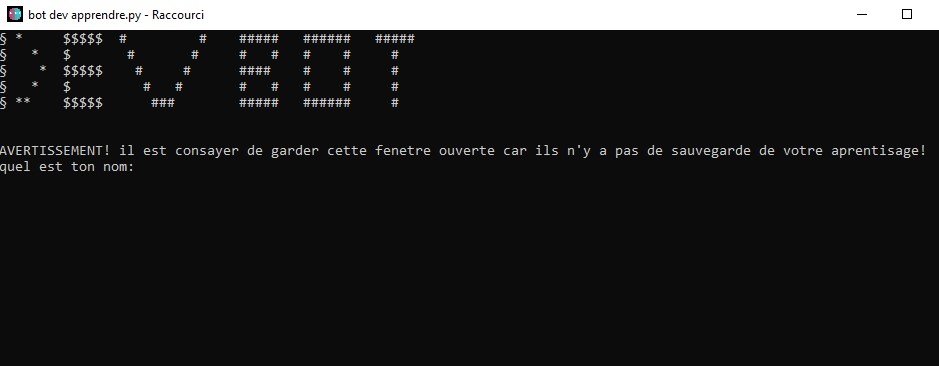 bot dev apprendre.py - Raccourci
§ *     $$$$$  #         #    #####   ######   #####
§   *   $       #       #     #   #   #    #     #
§    *  $$$$$    #     #      ####    #    #     #
§   *   $         #   #       #   #   #    #     #
§ **    $$$$$      ###        #####   ######     #
AVERTISSEMENT! il est consayer de garder cette fenetre ouverte car ils n'y a pas de sauvegarde de votre aprentisage!
quel est ton nom: